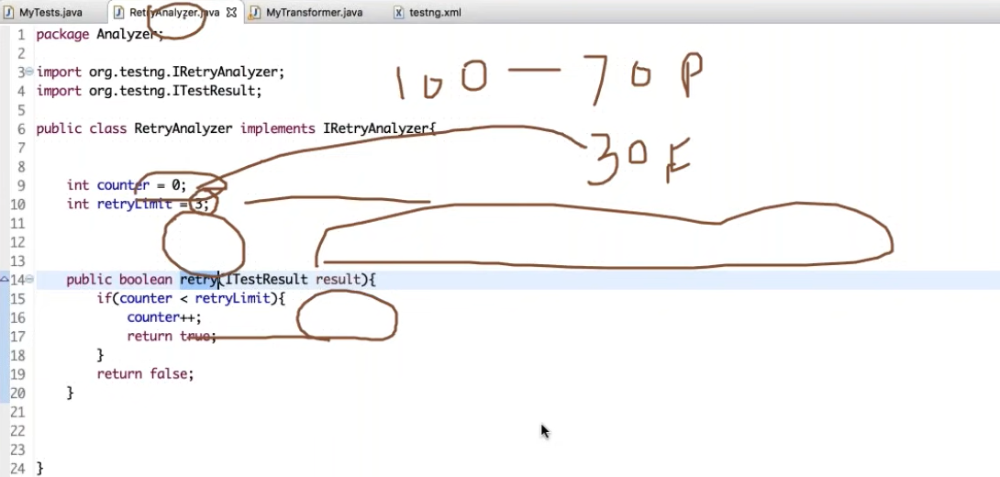 MyTests.java RetryAnalyzer.java MyTransformer.java testng.xml
1 package Analyzer;
2
3 import org.testng.IRetryAnalyzer;
4 import org.testng.ITestResult;
5
6 public class RetryAnalyzer implements IRetryAnalyzer{
7
8
9 int counter = 0;
10 int retryLimit = 3;
11
12
13
14 public boolean retry(ITestResult result){
15 if(counter < retryLimit){
16 counter++;
17 return true;
18 }
19 return false;
20 }
21
22
23
24 }
100 — 70 P
30 F